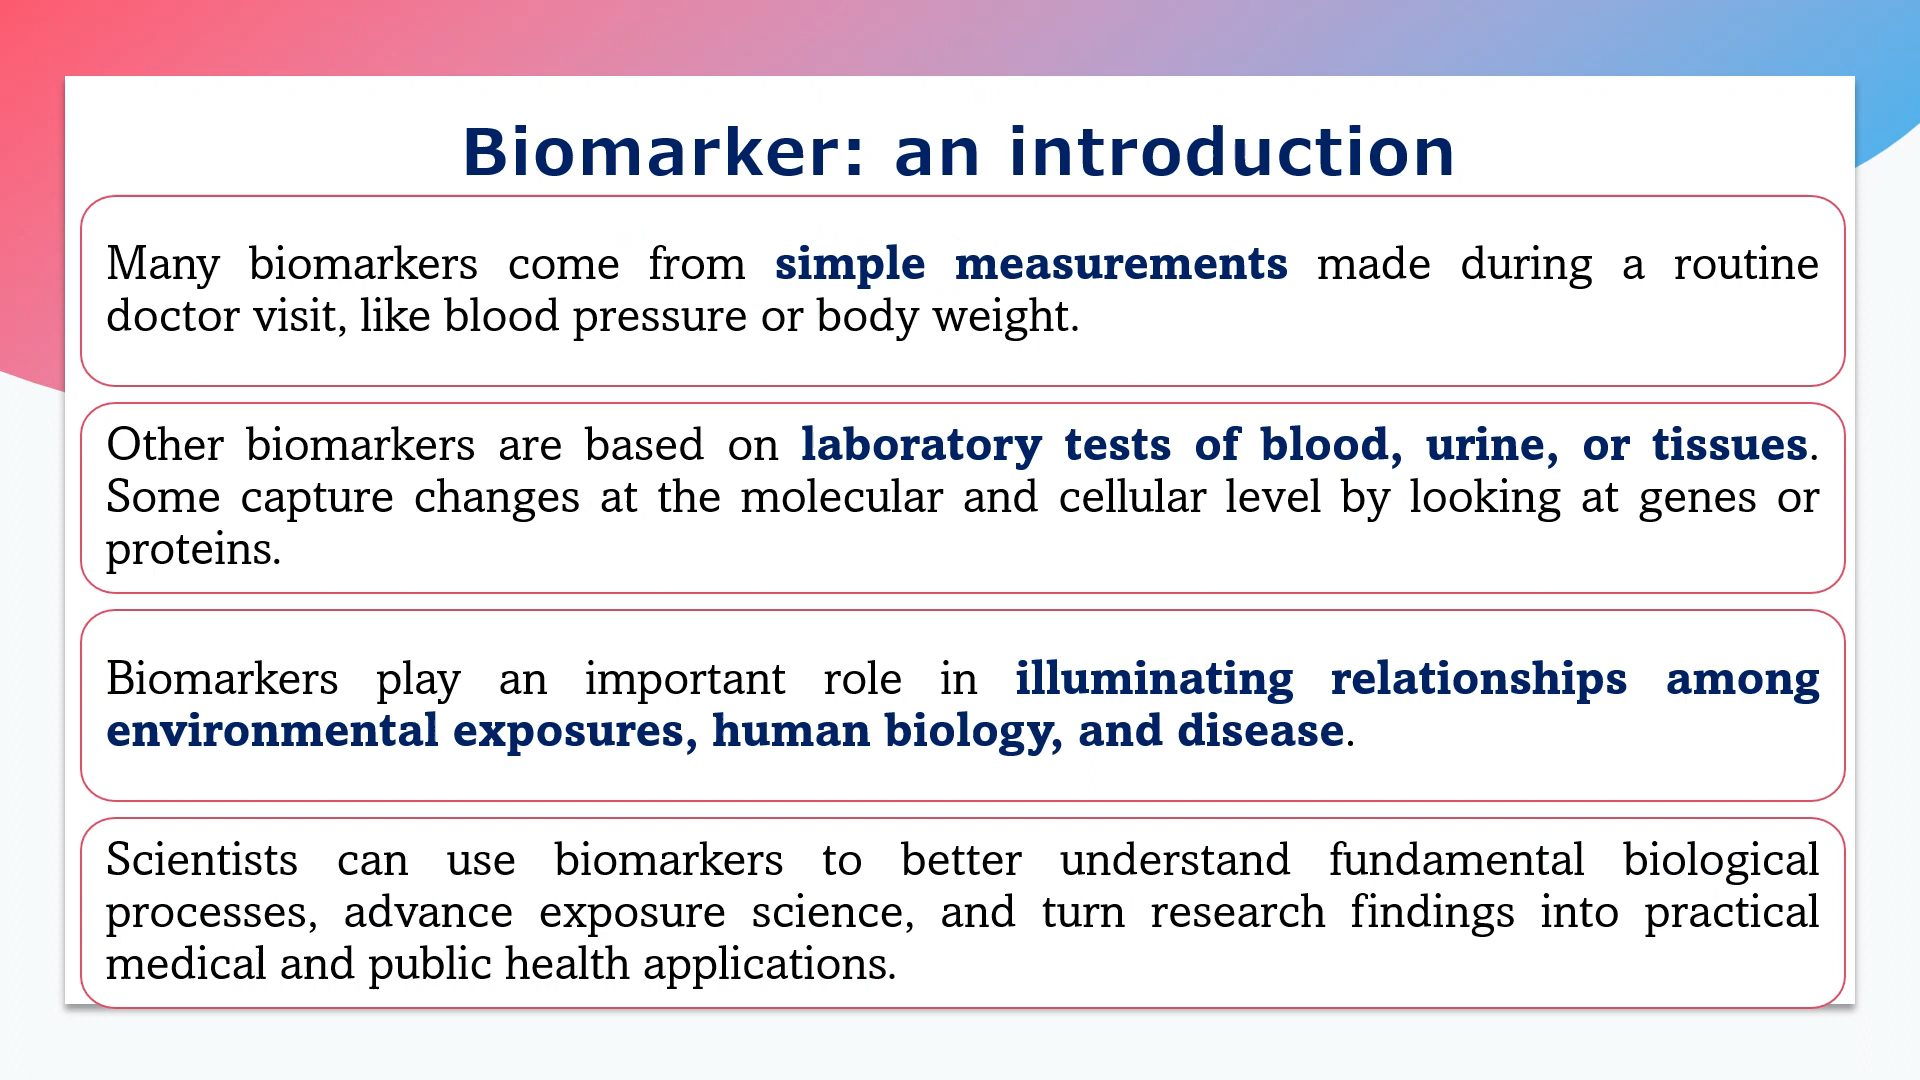 Biomarker: an introduction
Many biomarkers come from simple measurements made during a routine
doctor visit, like blood pressure or body weight.
Other biomarkers are based on laboratory tests of blood, urine, or tissues.
Some capture changes at the molecular and cellular level by looking at genes or
proteins.
Biomarkers play an important role in illuminating relationships among
environmental exposures, human biology, and disease.
Scientists can use biomarkers to better understand fundamental biological
processes, advance exposure science, and turn research findings into practical
medical and public health applications.